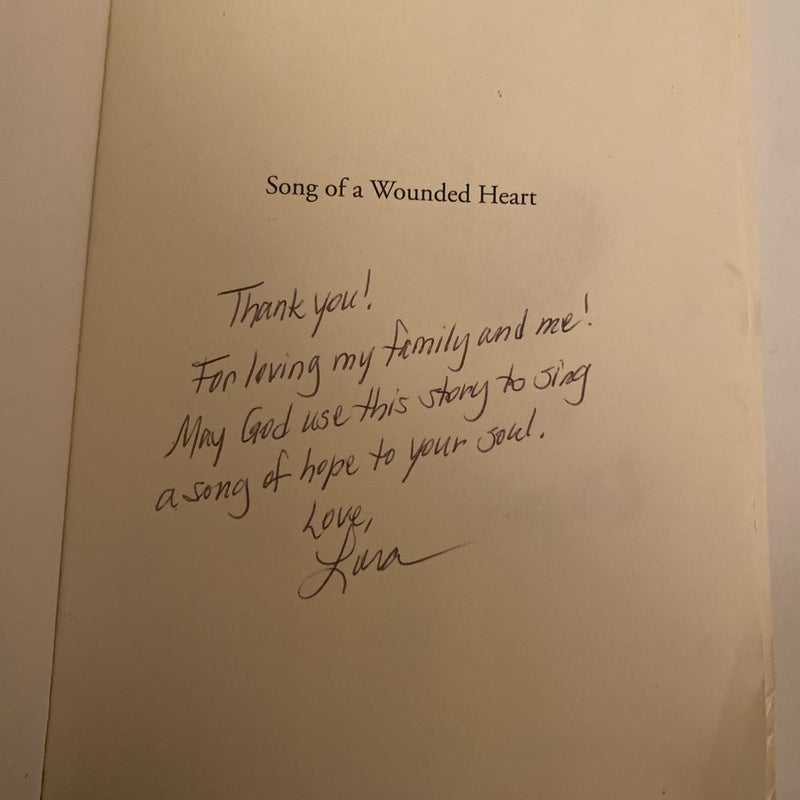 Song of a Wounded Heart
Thank you!
For loving my family and me!
May God use this story to sing
a song of hope to your soul.
Love,
Lura